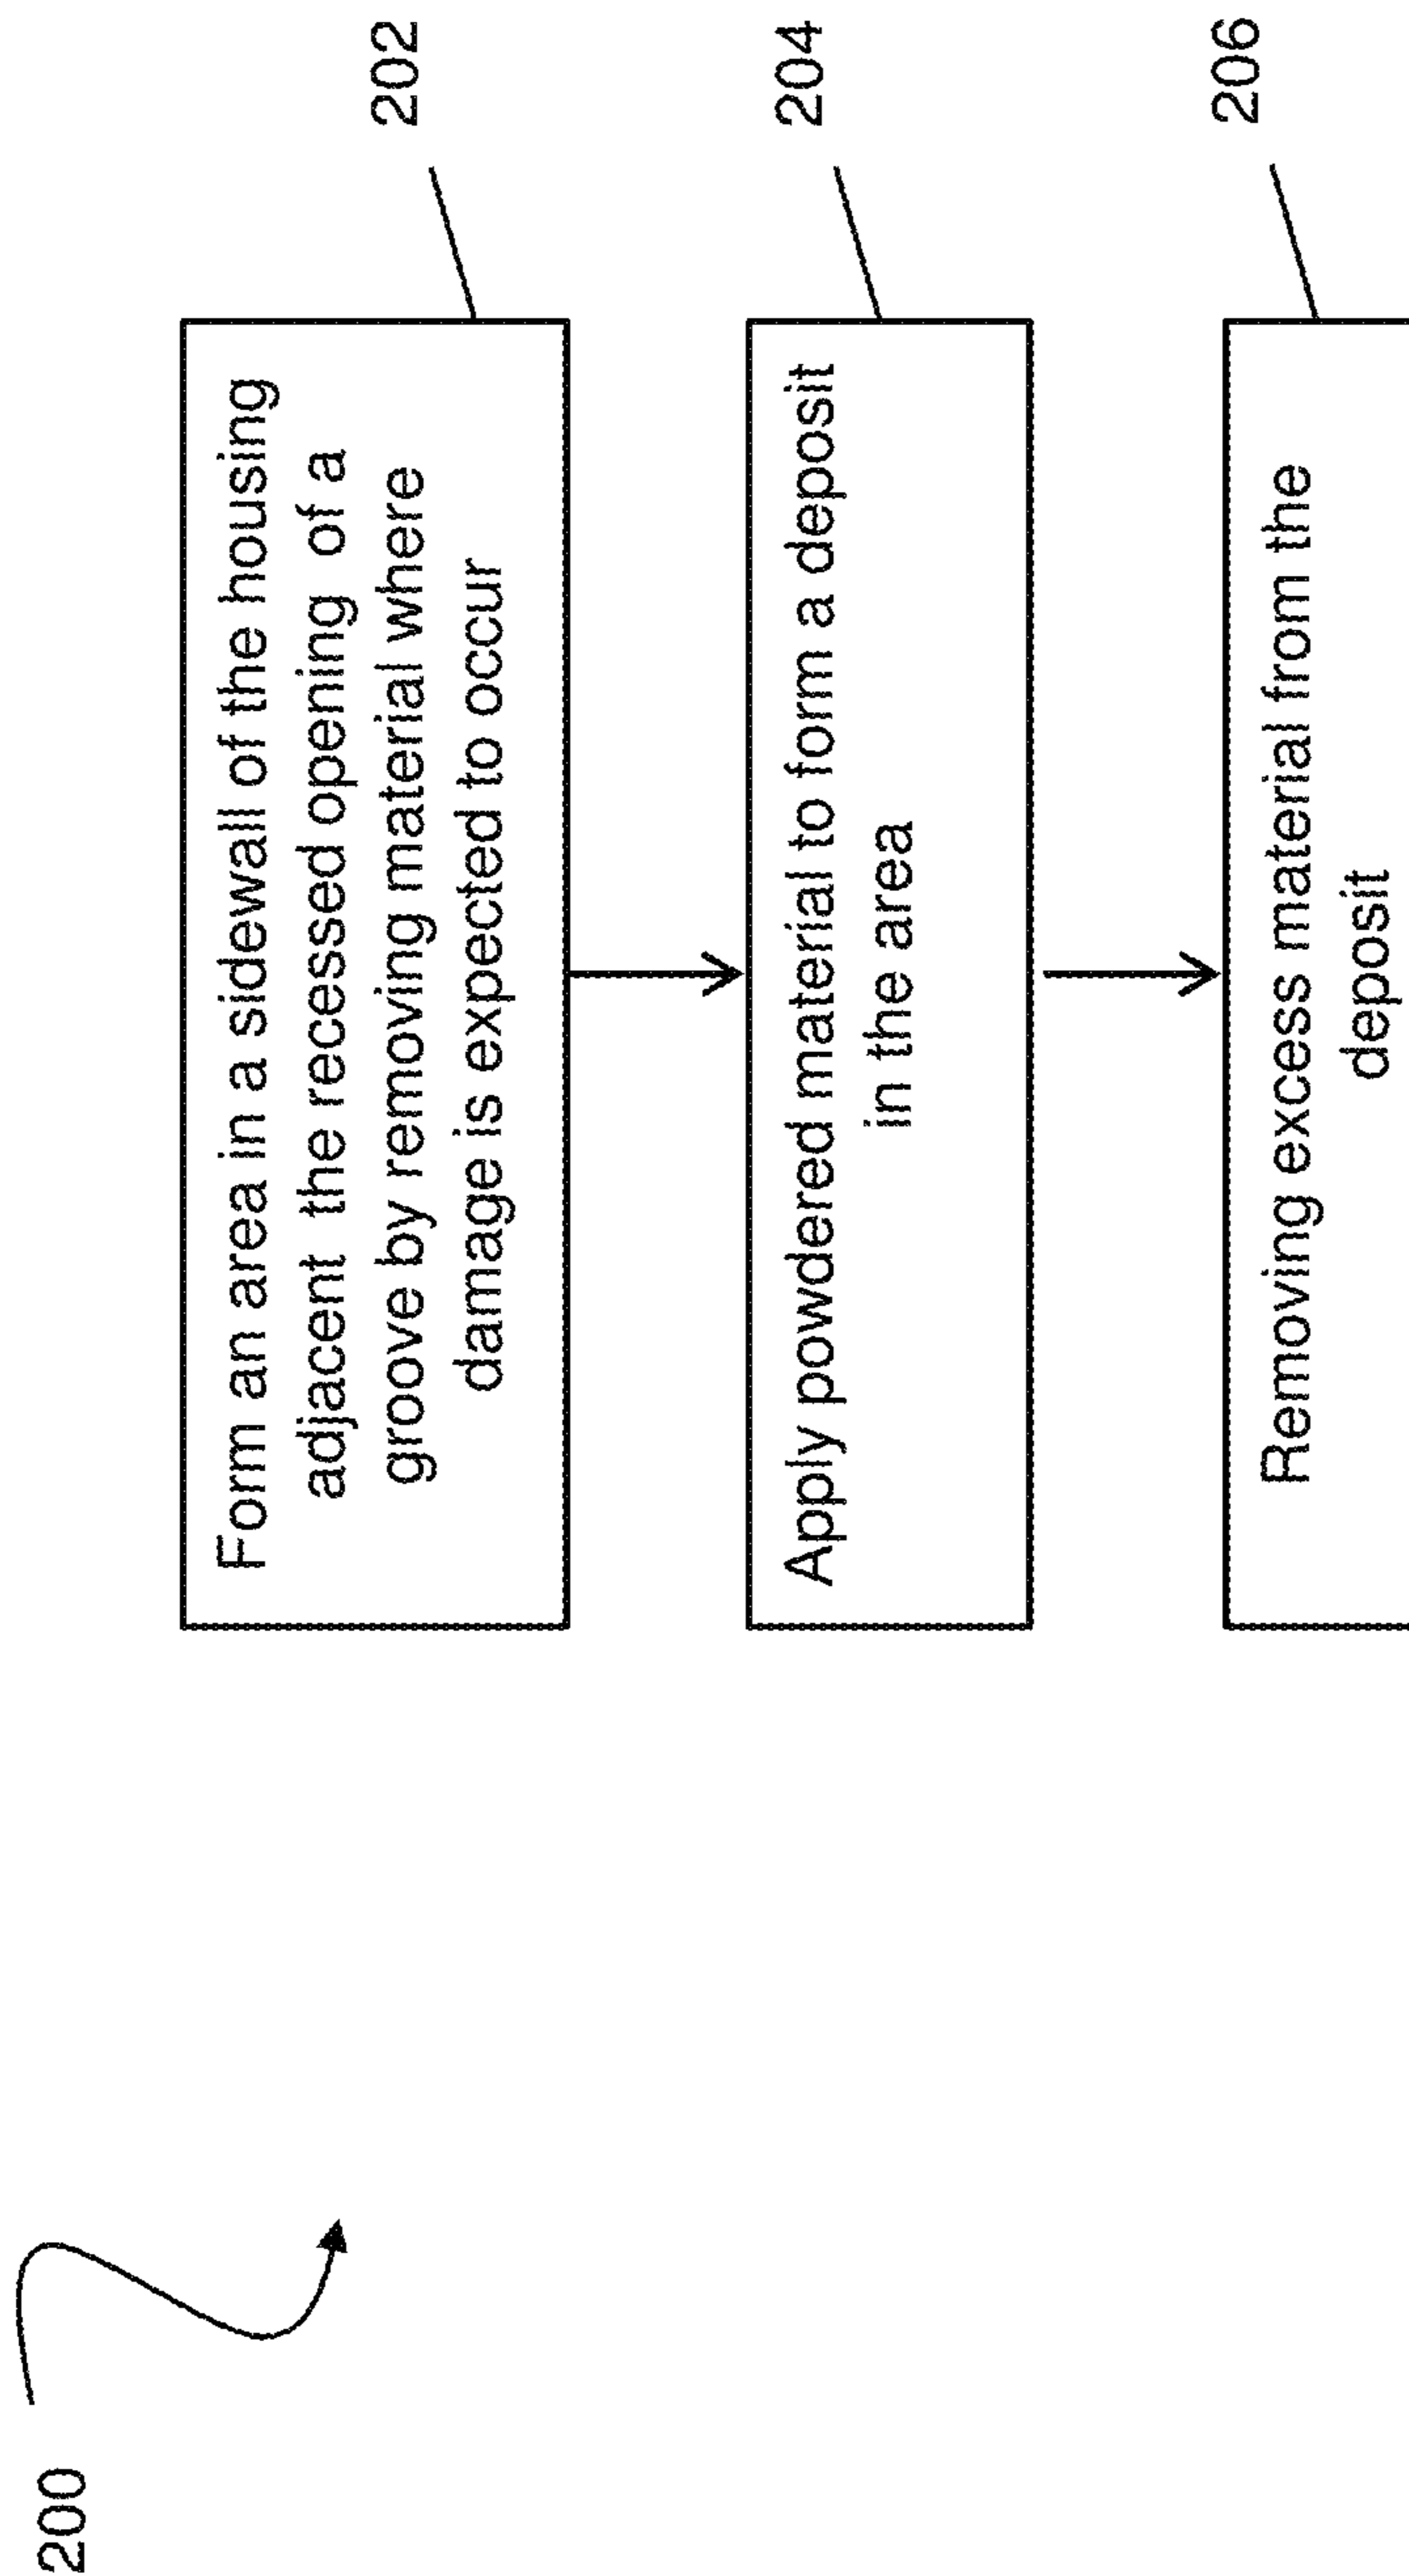 200
Form an area in a sidewall of the housing
adjacent the recessed opening of a
groove by removing material where
damage is expected to occur
202
Apply powdered material to form a deposit
in the area
204
Removing excess material from the
deposit
206